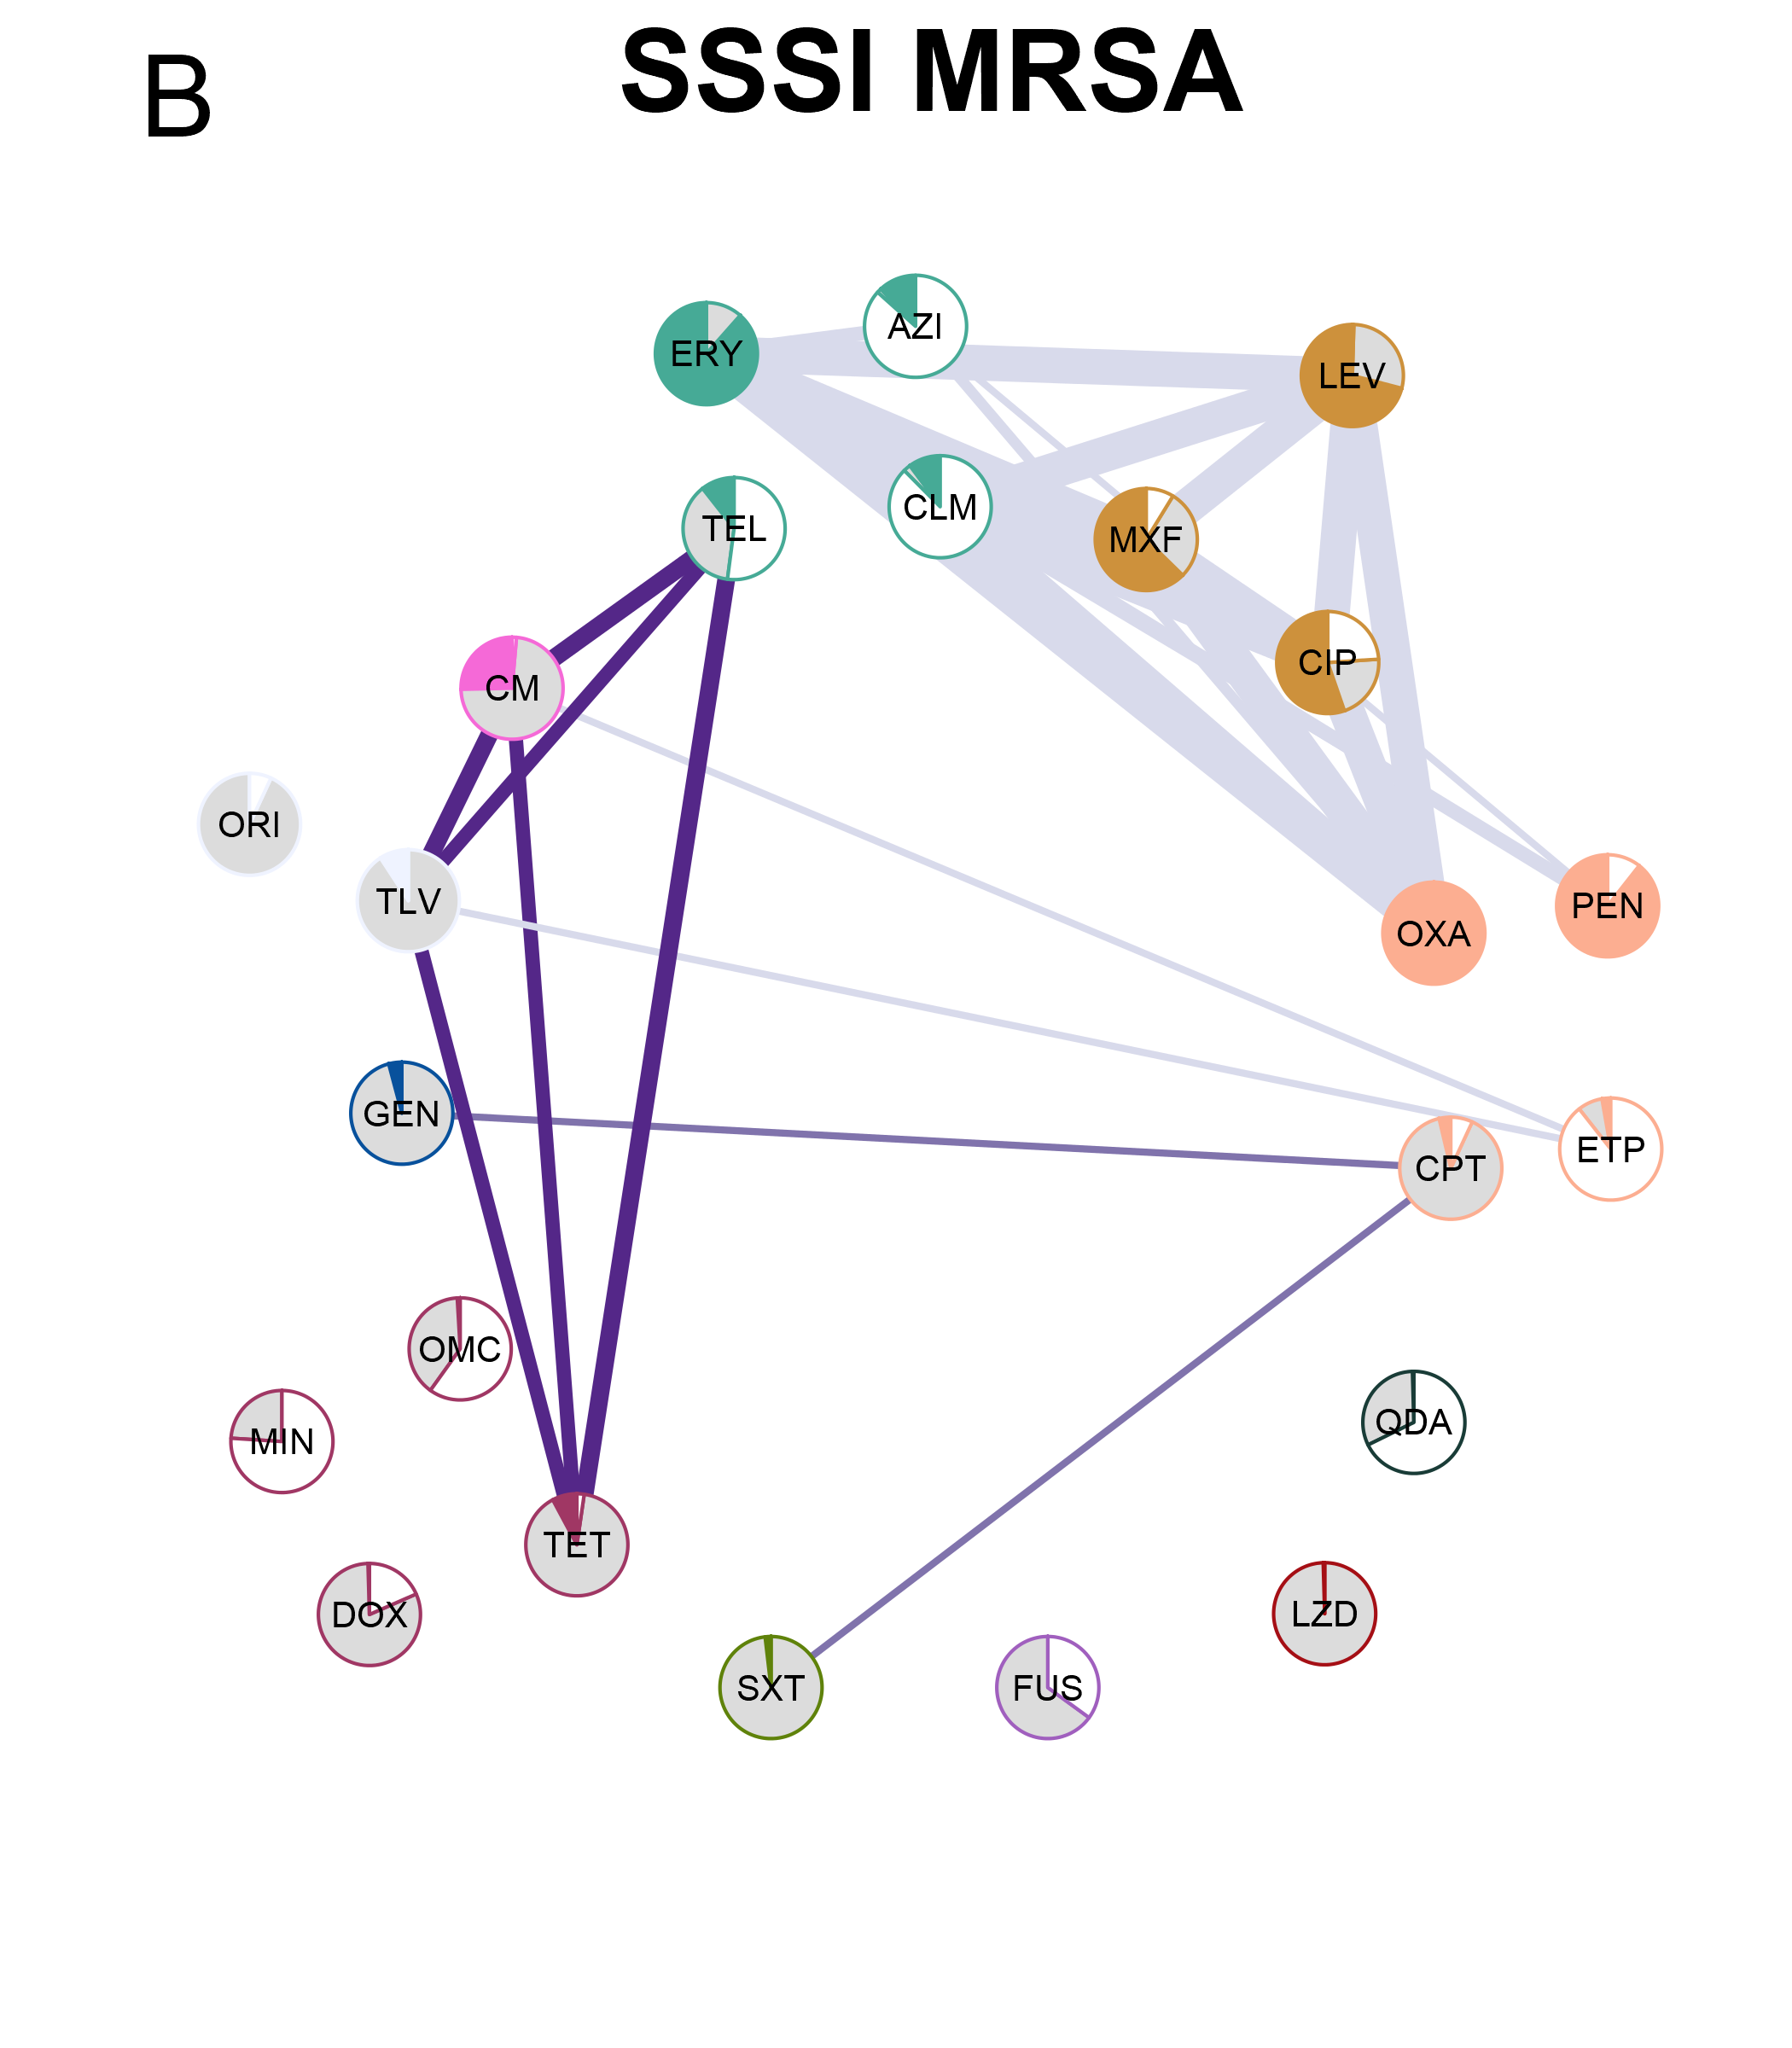 B
SSSI MRSA
AZI
ERY
LEV
CLM
TEL
MXF
CIP
CM
ORI
TLV
PEN
OXA
GEN
ETP
CPT
OMC
QDA
MIN
TET
DOX
LZD
SXT
FUS